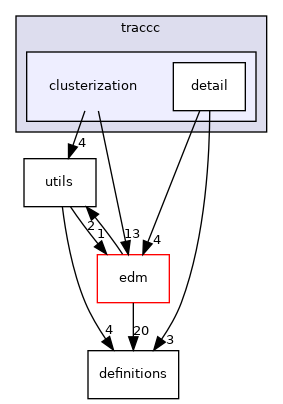 traccc
clusterization
detail
4
utils
2
1
13
4
edm
4
20
3
definitions